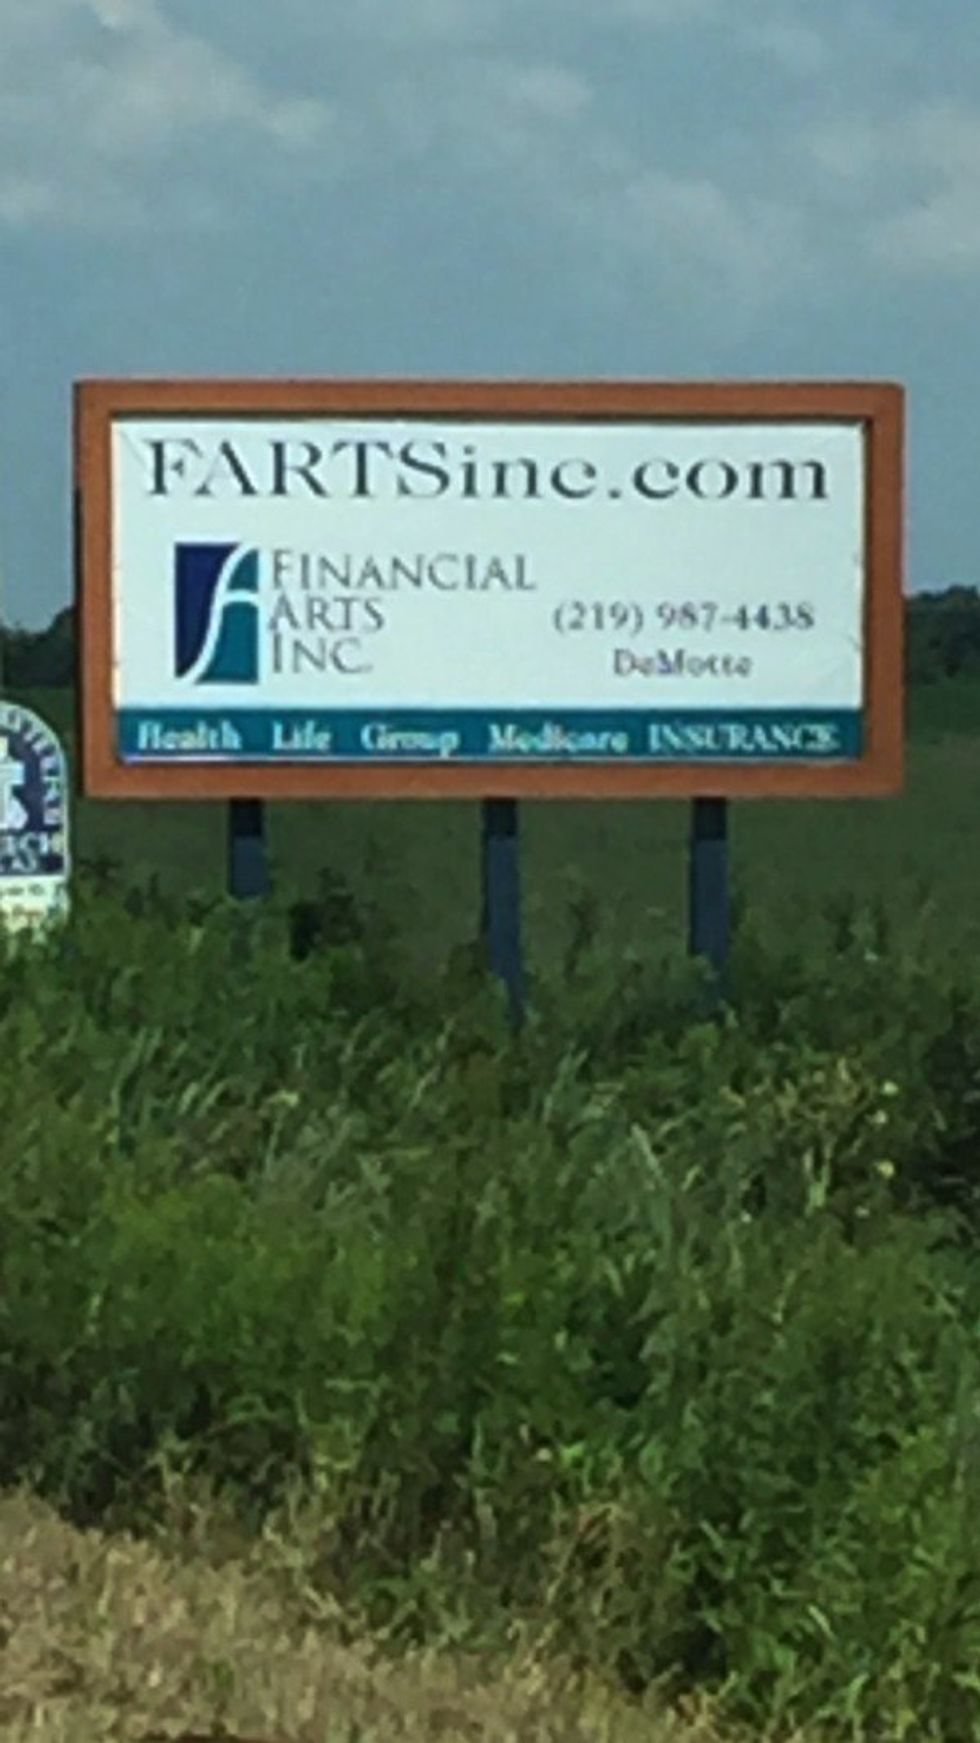 FARTSinc.com
FINANCIAL
ARTS
INC.
(219) 987-4438
DeMotte
Health Life Group Medicare INSURANCE